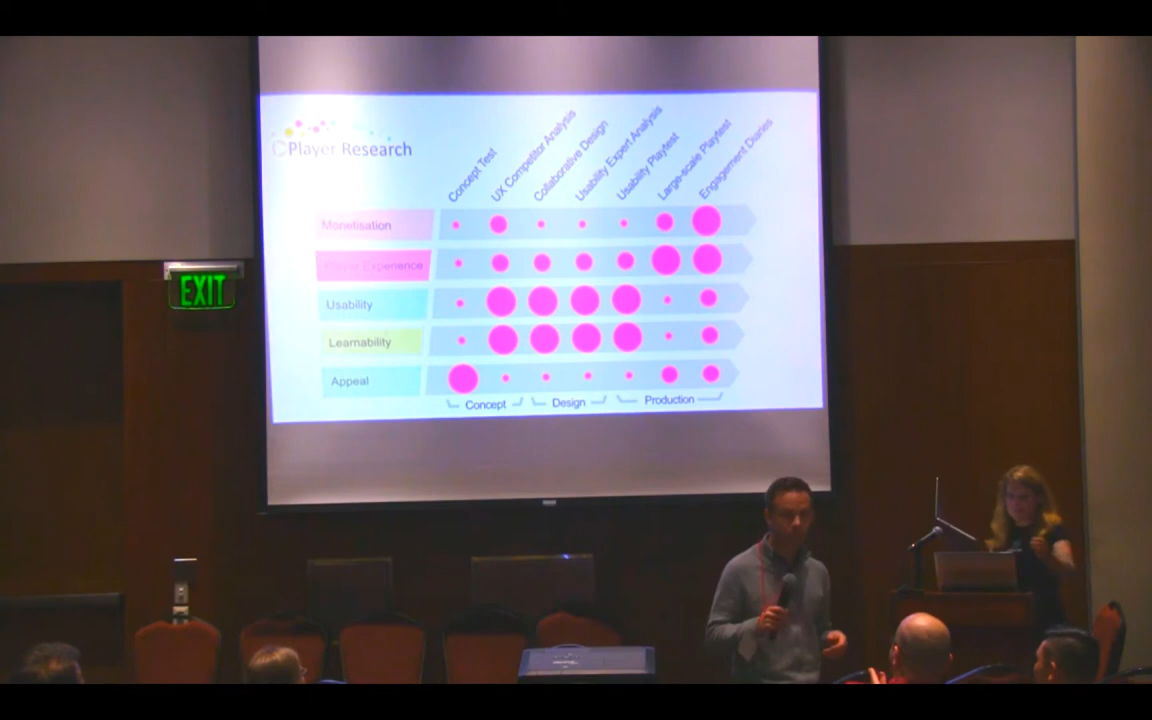 Player Research
Concept Test
UX Competitor Analysis
Collaborative Design
Usability Expert Analysis
Usability Playtest
Large-scale Playtest
Engagement Diaries
Monetisation
Player Experience
Usability
Learnability
Appeal
Concept
Design
Production
EXIT